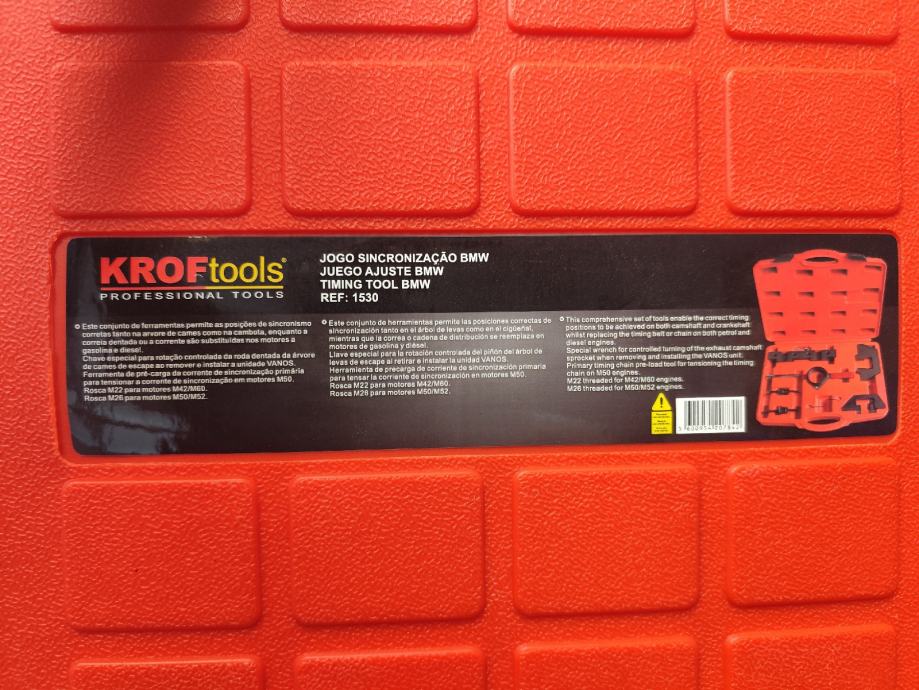 KROFtools®
PROFESSIONAL TOOLS
JOGO SINCRONIZAÇÃO BMW
JUEGO AJUSTE BMW
TIMING TOOL BMW
REF: 1530
Este conjunto de ferramentas permite as posições de sincronismo
corretas tanto na arvore de cames como na cambota, enquanto a
correia dentada ou a corrente são substituídas nos motores a
gasolina e diesel.
Chave especial para rotação controlada da roda dentada da árvore
de cames de escape ao remover e instalar a unidade VANOS.
Ferramenta de pré-carga da corrente de sincronização primária
para tensionar a corrente de sincronização em motores M50.
Rosca M22 para motores M42/M60.
Rosca M26 para motores M50/M52.
Este conjunto de herramientas permite las posiciones correctas de
sincronización tanto en el árbol de levas como en el cigüeñal,
mientras que la correa o cadena de distribución se reemplaza en
motores de gasolina y diésel.
Llave especial para la rotación controlada del piñón del árbol de
levas de escape al retirar e instalar la unidad VANOS.
Herramienta de precarga de corriente de sincronización primaria
para tensar la corriente de sincronización en motores M50.
Rosca M22 para motores M42/M60.
Rosca M26 para motores M50/M52.
This comprehensive set of tools enable the correct timing
positions to be achieved on both camshaft and crankshaft
whilst replacing the timing belt or chain on both petrol and
diesel engines.
Special wrench for controlled turning of the exhaust camshaft
sprocket when removing and installing the VANOS unit.
Primary timing chain pre-load tool for tensioning the timing
chain on M50 engines.
M22 threaded for M42/M60 engines.
M26 threaded for M50/M52 engines.
5 602954 207842